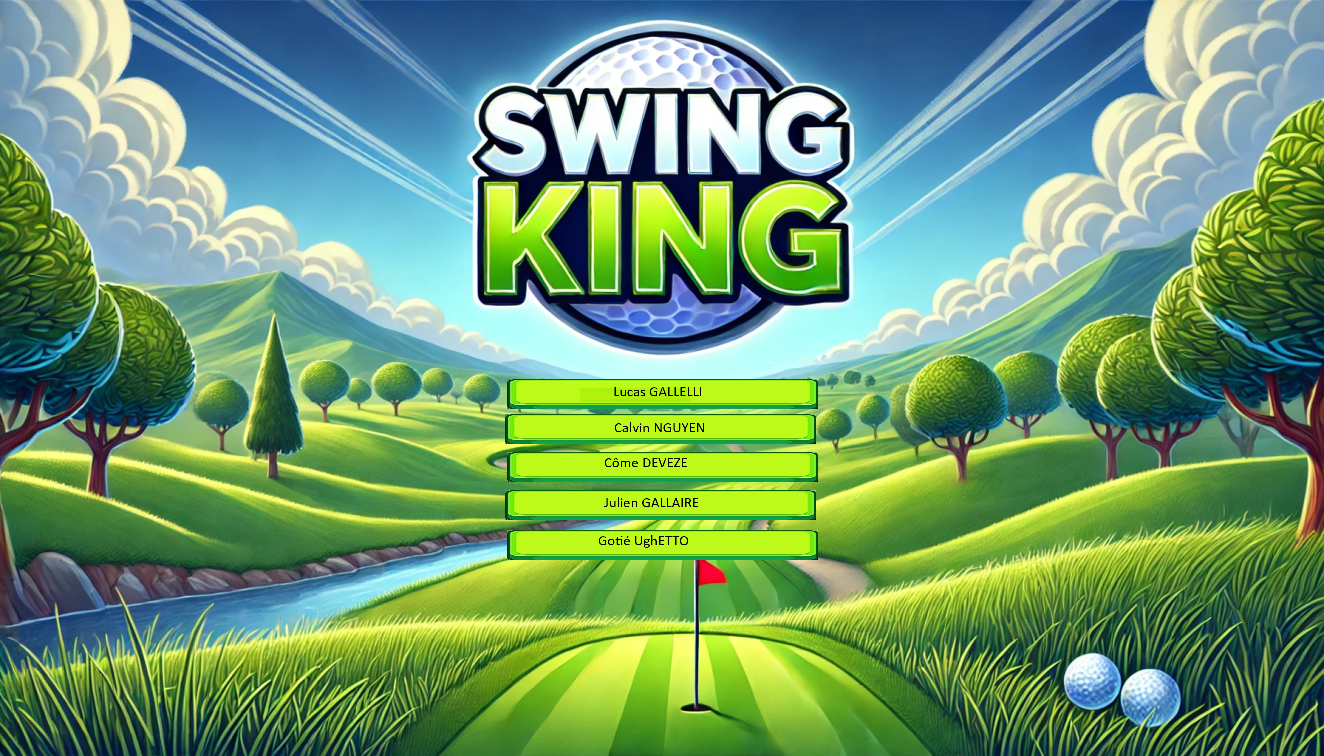 SWING
KING
Lucas GALLELLI
Calvin NGUYEN
Côme DEVEZE
Julien GALLAIRE
Gotié UghETTO